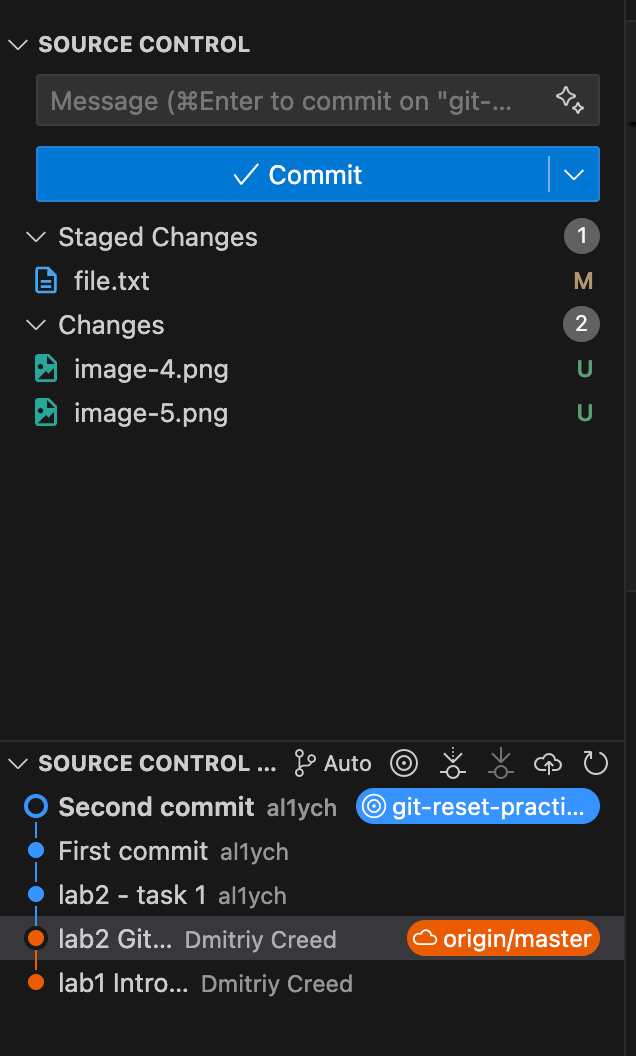 SOURCE CONTROL
Message (⌘Enter to commit on "git-...
Commit
Staged Changes 1
file.txt M
Changes 2
image-4.png U
image-5.png U
SOURCE CONTROL ... Auto
Second commit al1ych git-reset-practi...
First commit al1ych
lab2 - task 1 al1ych
lab2 Git... Dmitriy Creed origin/master
lab1 Intro... Dmitriy Creed